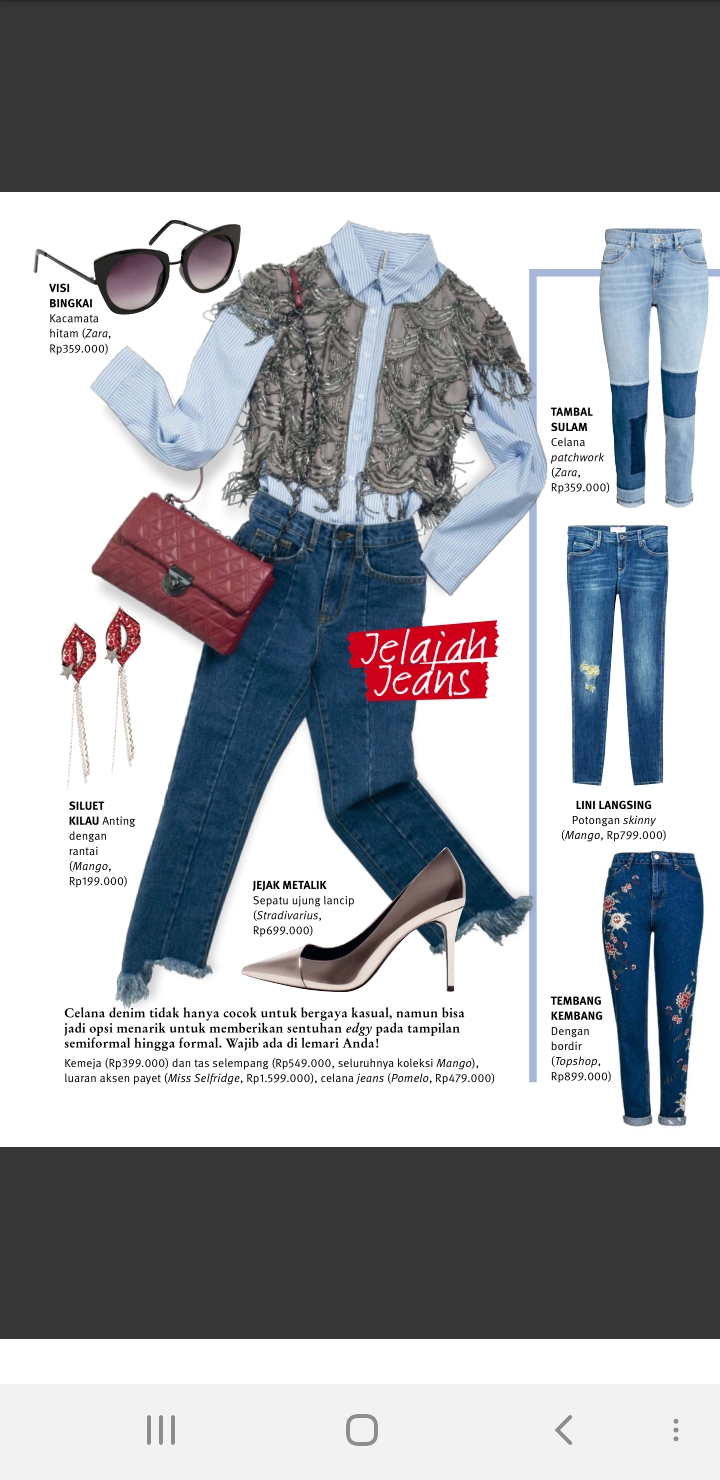 VISI
BINGKAI
Kacamata
hitam (Zara,
Rp359.000)
TAMBAL
SULAM
Celana
patchwork
(Zara,
Rp359.000)
Jelajah
Jeans
SILUET
KILAU Anting
dengan
rantai
(Mango,
Rp199.000)
LINI LANGSING
Potongan skinny
(Mango, Rp799.000)
JEJAK METALIK
Sepatu ujung lancip
(Stradivarius,
Rp699.000)
TEMBANG
KEMBANG
Dengan
bordir
(Topshop,
Rp899.000)
Celana denim tidak hanya cocok untuk bergaya kasual, namun bisa
jadi opsi menarik untuk memberikan sentuhan edgy pada tampilan
semiformal hingga formal. Wajib ada di lemari Anda!
Kemeja (Rp399.000) dan tas selempang (Rp549.000, seluruhnya koleksi Mango),
luaran aksen payet (Miss Selfridge, Rp1.599.000), celana jeans (Pomelo, Rp479.000)